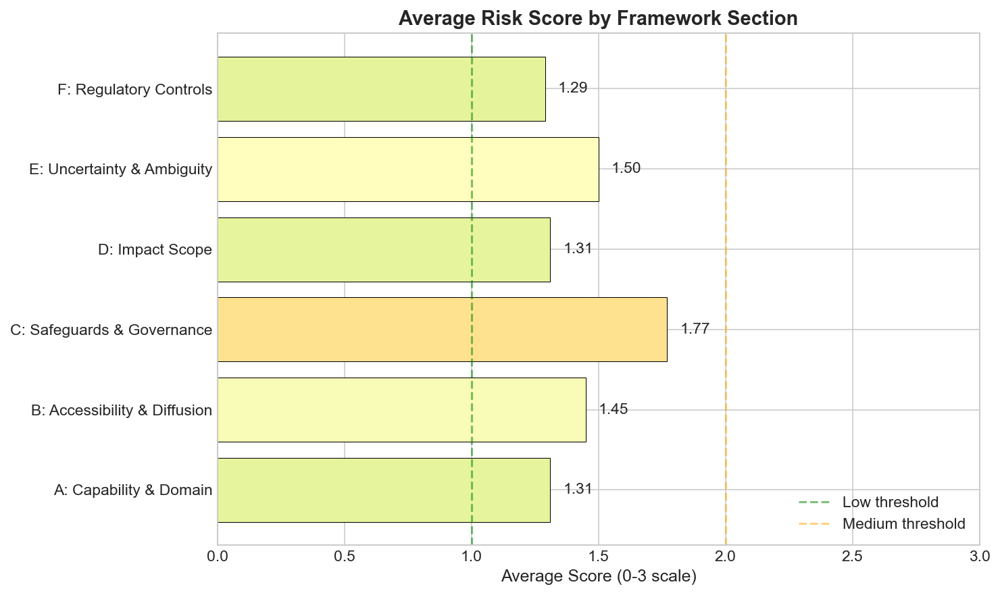 Average Risk Score by Framework Section
F: Regulatory Controls
1.29
E: Uncertainty & Ambiguity
1.50
D: Impact Scope
1.31
C: Safeguards & Governance
1.77
B: Accessibility & Diffusion
1.45
A: Capability & Domain
1.31
Low threshold
Medium threshold
0.0 0.5 1.0 1.5 2.0 2.5 3.0
Average Score (0-3 scale)